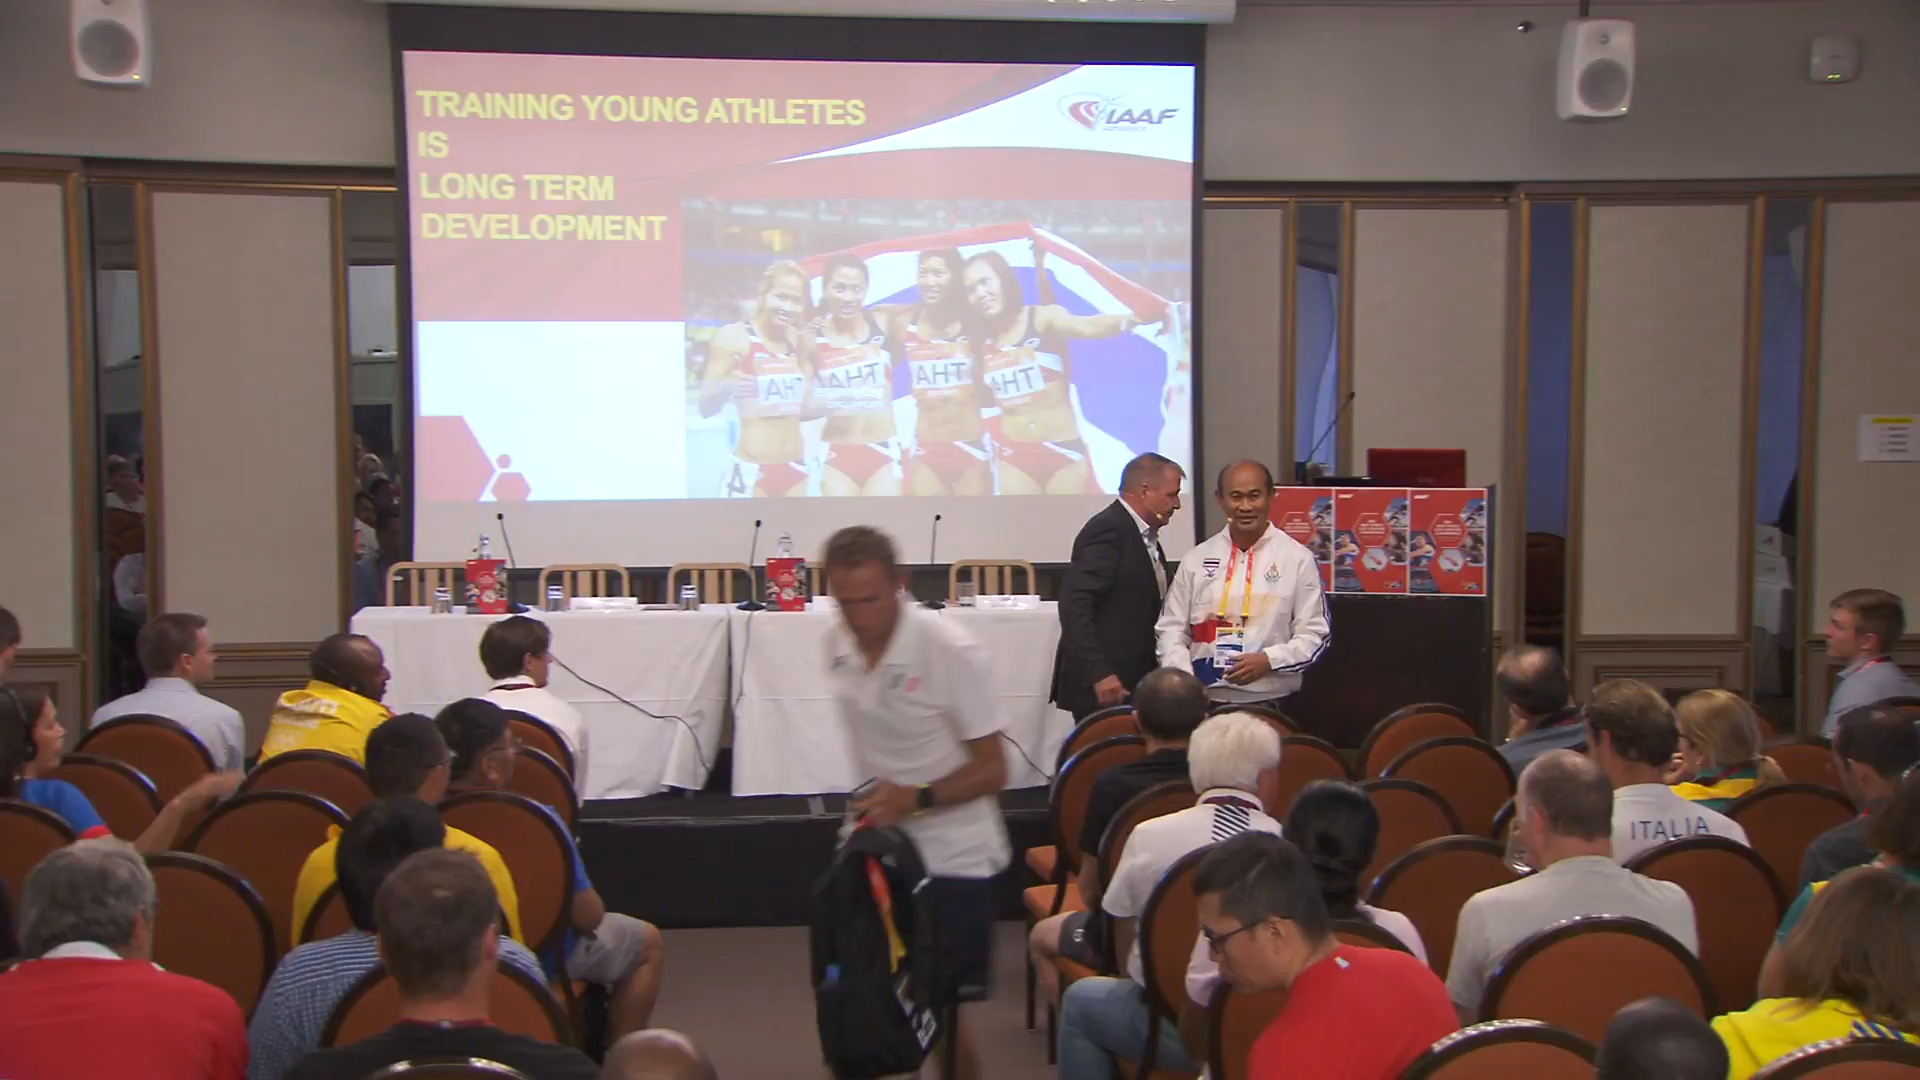 TRAINING YOUNG ATHLETES
IS
LONG TERM
DEVELOPMENT
IAAF
AHT
AHT
AHT
AHT
ITALIA